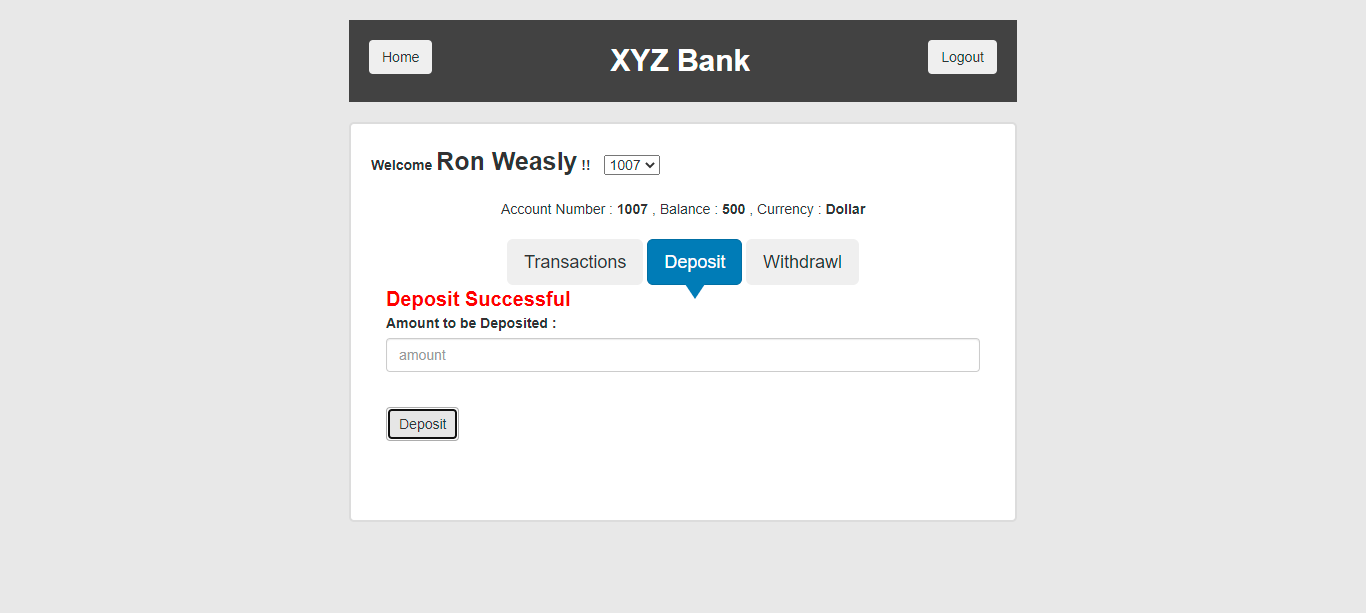 Home XYZ Bank Logout
Welcome Ron Weasly !! 1007
Account Number : 1007 , Balance : 500 , Currency : Dollar
Transactions Deposit Withdrawl
Deposit Successful
Amount to be Deposited :
amount
Deposit